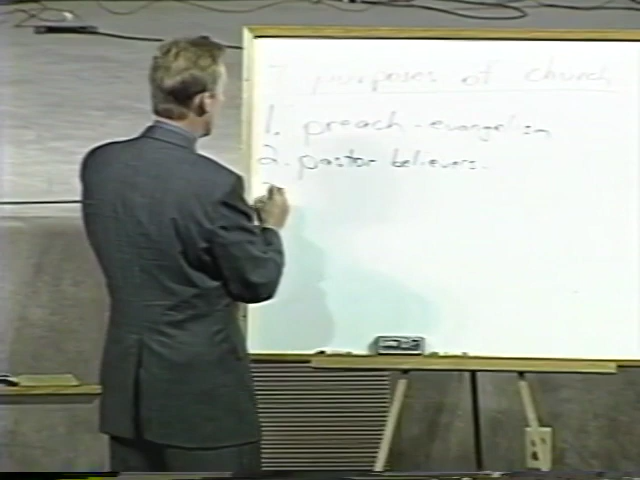 7 purposes of church
1. preach - evangelism
2. pastor believers.